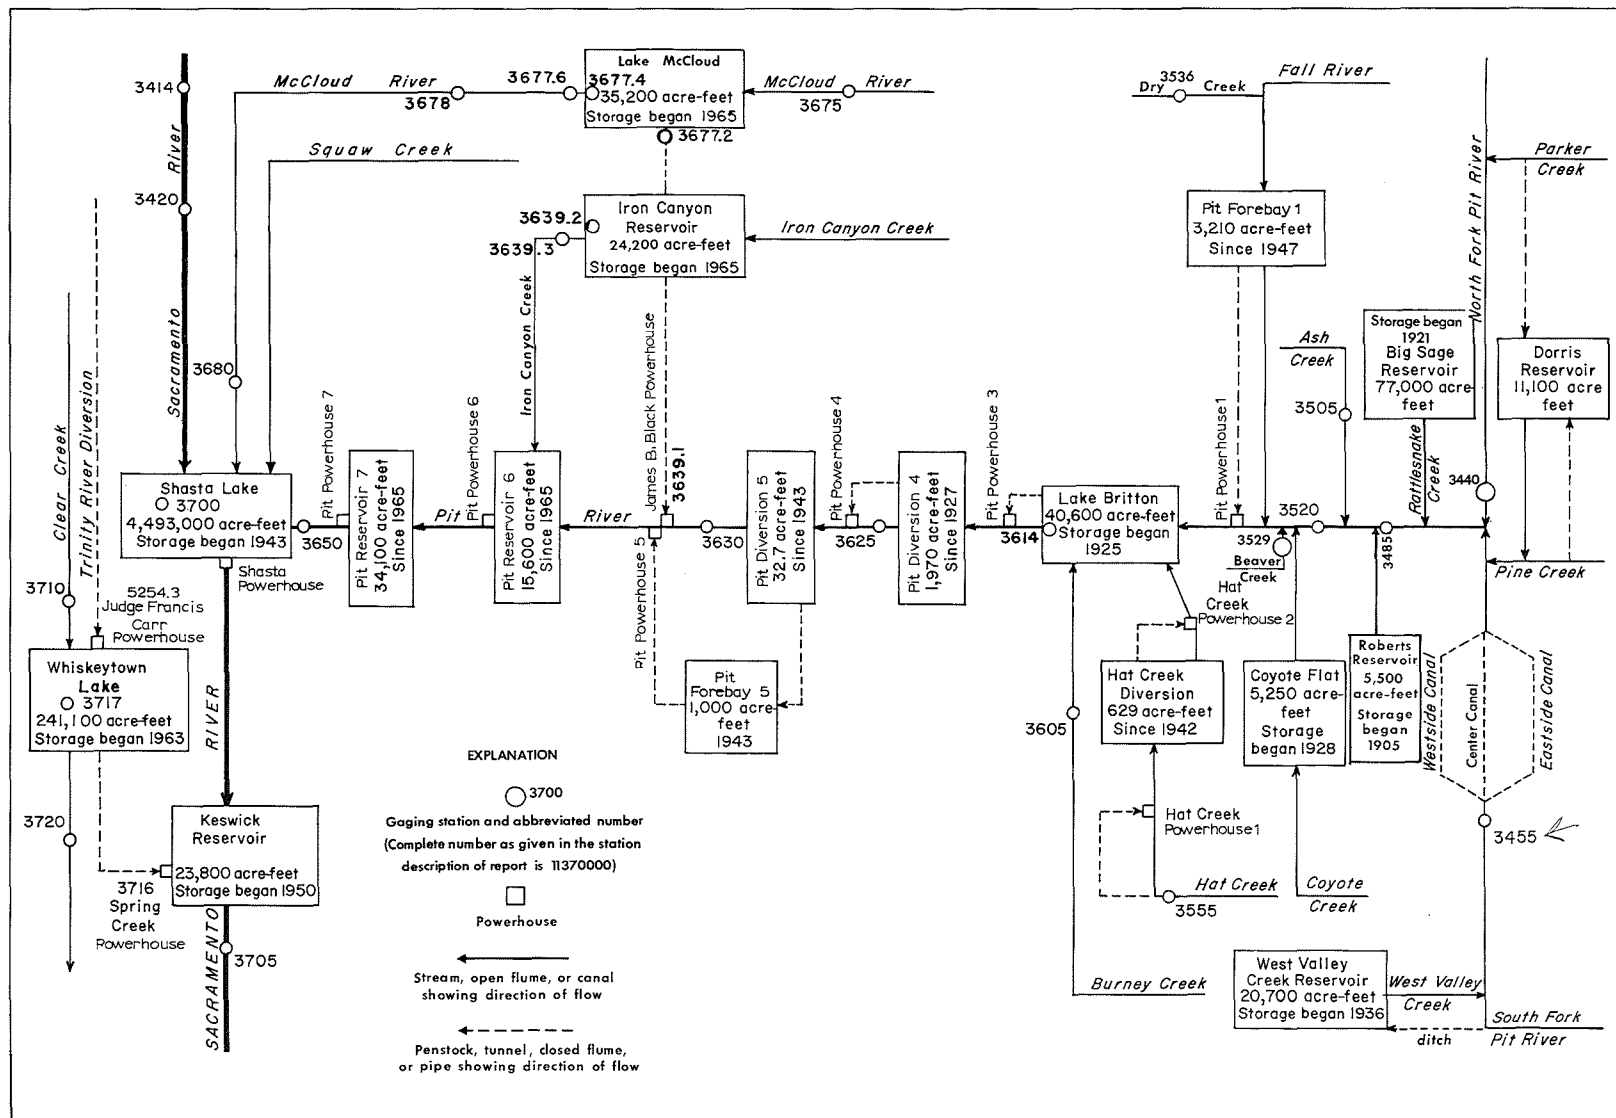 3414
River
3420
Sacramento
McCloud River
3678
3677.6
Lake McCloud
3677.4
35,200 acre-feet
Storage began 1965
3677.2
McCloud River
3675
Squaw Creek
3680
Iron Canyon
Reservoir
24,200 acre-feet
Storage began 1965
3639.2
3639.3
Iron Canyon Creek
Iron Canyon Creek
3536
Dry Creek
Fall River
Pit Forebay 1
3,210 acre-feet
Since 1947
North Fork Pit River
Parker
Creek
Storage began
1921
Big Sage
Reservoir
77,000 acre-
feet
Dorris
Reservoir
11,100 acre
feet
Ash
Creek
3505
Rattlesnake
Creek
3440
Pine Creek
Clear Creek
Trinity River Diversion
Shasta Lake
3700
4,493,000 acre-feet
Storage began 1943
Shasta
Powerhouse
3650
Pit Powerhouse 7
Pit Reservoir 7
34,100 acre-feet
Since 1965
Pit Powerhouse 6
Pit River
Pit Reservoir 6
15,600 acre-feet
Since 1965
James B. Black Powerhouse
3639.1
Pit Powerhouse 5
3630
Pit Diversion 5
32.7 acre-feet
Since 1943
Pit Powerhouse 4
3625
Pit Diversion 4
1,970 acre-feet
Since 1927
Pit Powerhouse 3
3614
Lake Britton
40,600 acre-feet
Storage began
1925
Pit Powerhouse 1
3529
Beaver
Creek
3520
3485
Pit
Forebay 5
1,000 acre-
feet
1943
Hat
Creek
Powerhouse 2
Hat Creek
Diversion
629 acre-feet
Since 1942
Coyote Flat
5,250 acre-
feet
Storage
began 1928
Roberts
Reservoir
5,500
acre-feet
Storage
began
1905
Westside Canal
Center Canal
Eastside Canal
3710
5254.3
Judge Francis
Carr
Powerhouse
Whiskeytown
Lake
3717
241,100 acre-feet
Storage began 1963
3720
RIVER
Keswick
Reservoir
23,800 acre-feet
Storage began 1950
3716
Spring
Creek
Powerhouse
SACRAMENTO
3705
3605
Hat Creek
Powerhouse 1
Hat Creek
3555
Coyote
Creek
3455
Burney Creek
West Valley
Creek Reservoir
20,700 acre-feet
Storage began 1936
West Valley
Creek
ditch
South Fork
Pit River
EXPLANATION
3700
Gaging station and abbreviated number
(Complete number as given in the station
description of report is 11370000)
Powerhouse
Stream, open flume, or canal
showing direction of flow
Penstock, tunnel, closed flume,
or pipe showing direction of flow